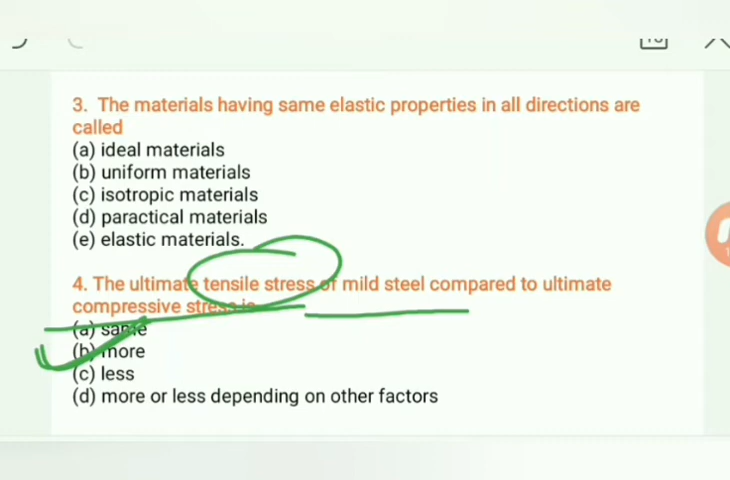 3. The materials having same elastic properties in all directions are
called
(a) ideal materials
(b) uniform materials
(c) isotropic materials
(d) paractical materials
(e) elastic materials.
4. The ultimate tensile stress of mild steel compared to ultimate
compressive stress is
(a) same
(b) more
(c) less
(d) more or less depending on other factors